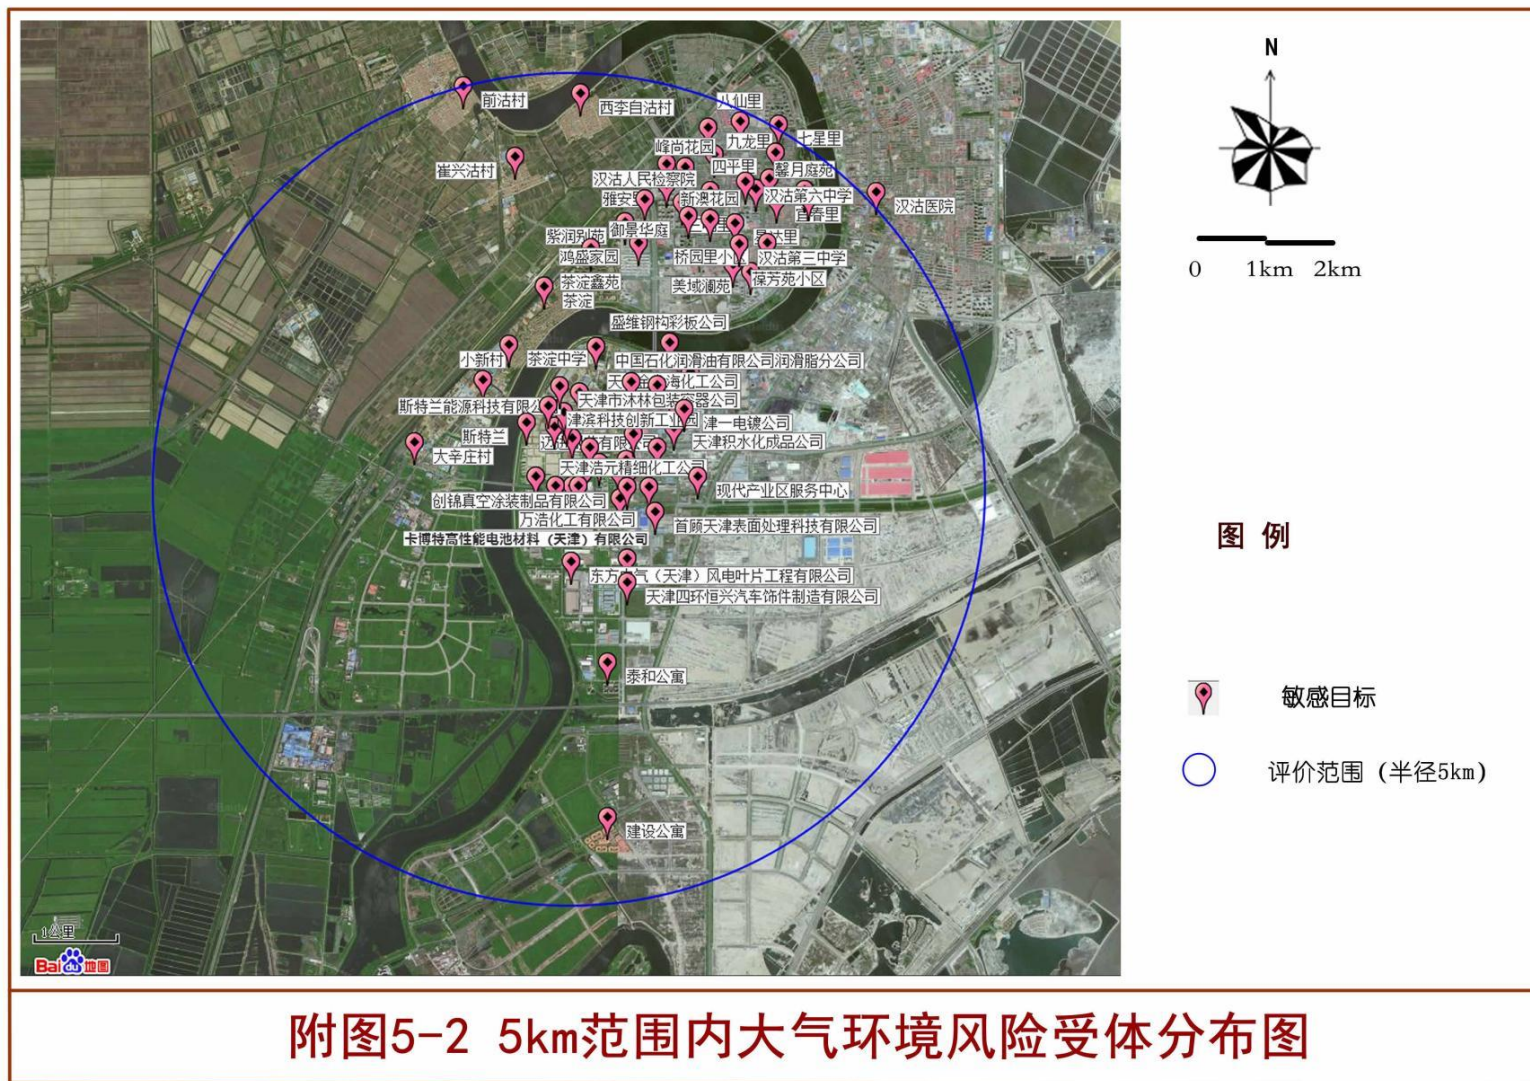 N
0 1km 2km
图 例
敏感目标
评价范围 (半径5km)
前沽村
西李自沽村
八仙里
九龙里
七星里
峰尚花园
崔兴沽村
四平里
馨月庭苑
汉沽人民检察院
新澳花园
汉沽第六中学
汉沽医院
御景华庭
紫润别苑
鸿盛家园
桥园里小区
汉沽第三中学
茶淀鑫苑
美域澜苑
葆芳苑小区
茶淀
盛维钢构彩板公司
小新村
茶淀中学
中国石化润滑油有限公司润滑脂分公司
海化工公司
斯特兰能源科技有限公
天津市沐林包装容器公司
津滨科技创新工业园
津一电镀公司
斯特兰
天津积水化成品公司
大辛庄村
天津浩元精细化工公司
创锦真空涂装制品有限公司
现代产业区服务中心
万浩化工有限公司
首顾天津表面处理科技有限公司
卡博特高性能电池材料（天津）有限公司
东方 气（天津）风电叶片工程有限公司
天津四环恒兴汽车饰件制造有限公司
泰和公寓
建设公寓
1公里
Bai du 地图
附图5-2 5km范围内大气环境风险受体分布图